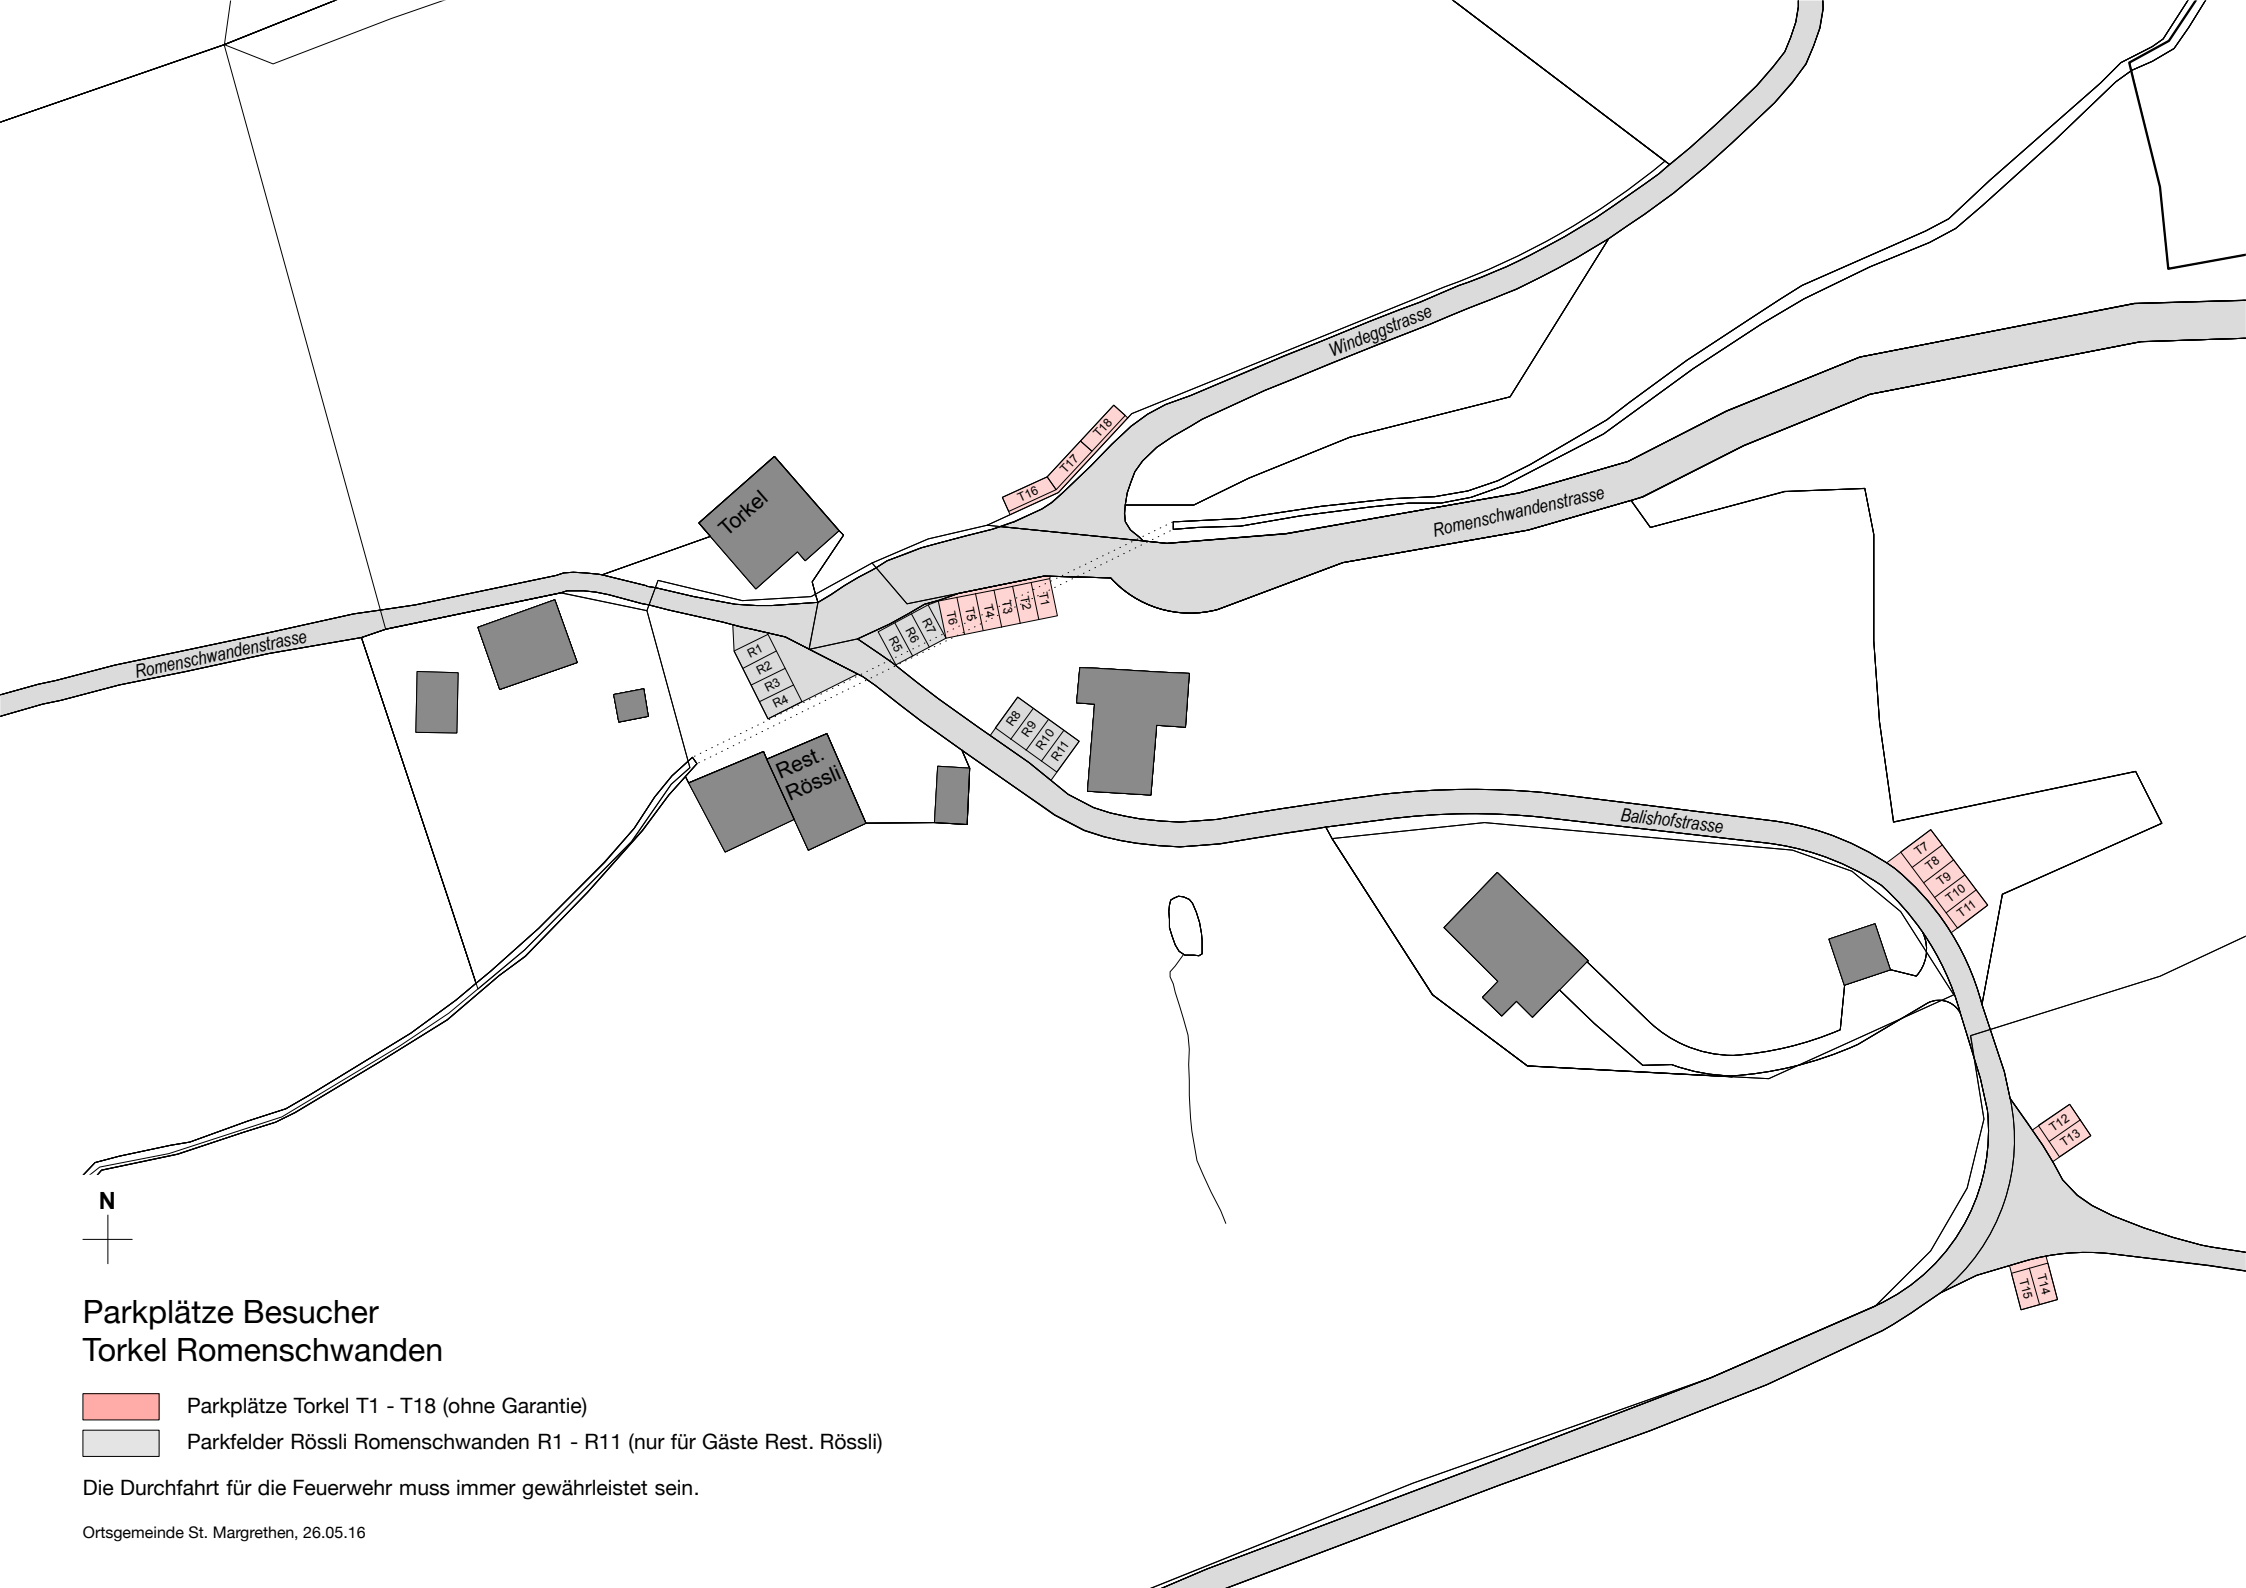 Windeggstrasse
T18
T17
T16
Torkel
Romenschwandenstrasse
T6
T5
T4
T3
T2
T1
R7
R6
R5
Romenschwandenstrasse
R1
R2
R3
R4
R8
R9
R10
R11
Rest.
Rössli
Balishofstrasse
T7
T8
T9
T10
T11
T12
T13
T14
T15
N
Parkplätze Besucher
Torkel Romenschwanden
Parkplätze Torkel T1 - T18 (ohne Garantie)
Parkfelder Rössli Romenschwanden R1 - R11 (nur für Gäste Rest. Rössli)
Die Durchfahrt für die Feuerwehr muss immer gewährleistet sein.
Ortsgemeinde St. Margrethen, 26.05.16